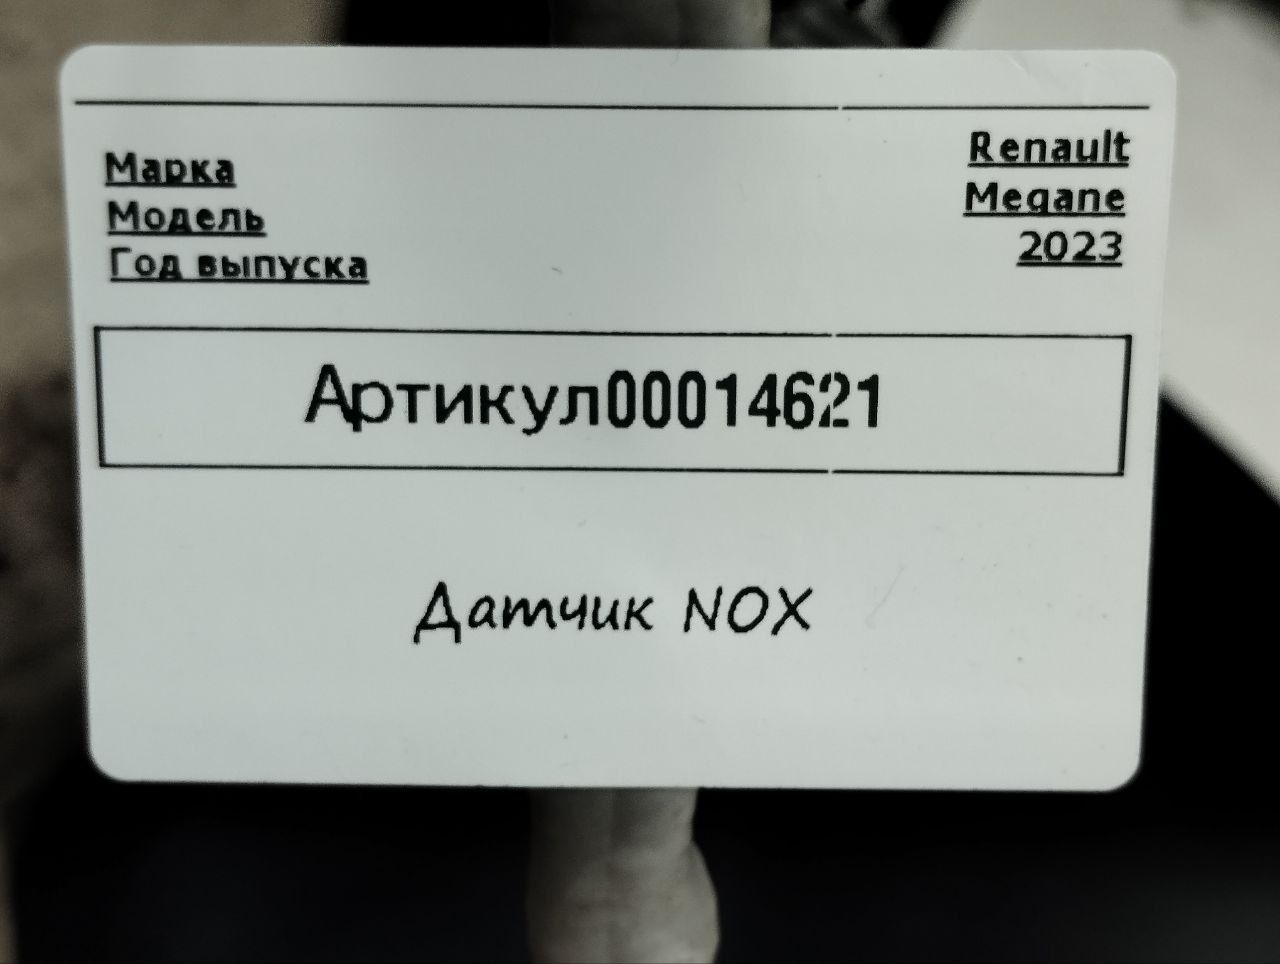 Марка Renault
Модель Megane
Год выпуска 2023
Артикул00014621
Датчик NOX